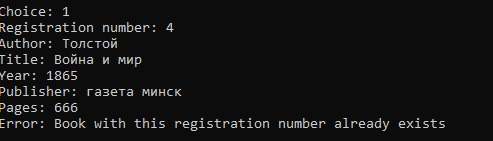 Choice: 1
Registration number: 4
Author: Толстой
Title: Война и мир
Year: 1865
Publisher: газета минск
Pages: 666
Error: Book with this registration number already exists